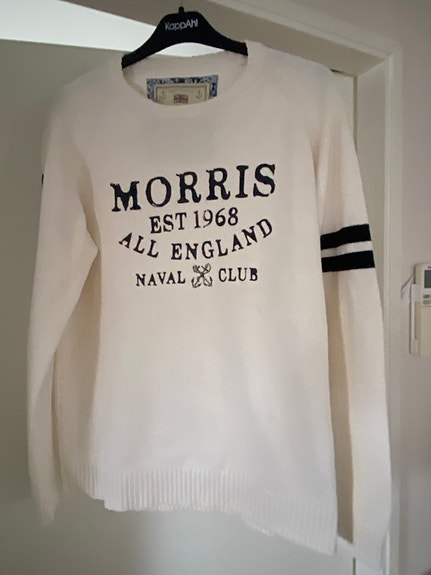 KappAhl
MORRIS
EST 1968
ALL ENGLAND
NAVAL CLUB